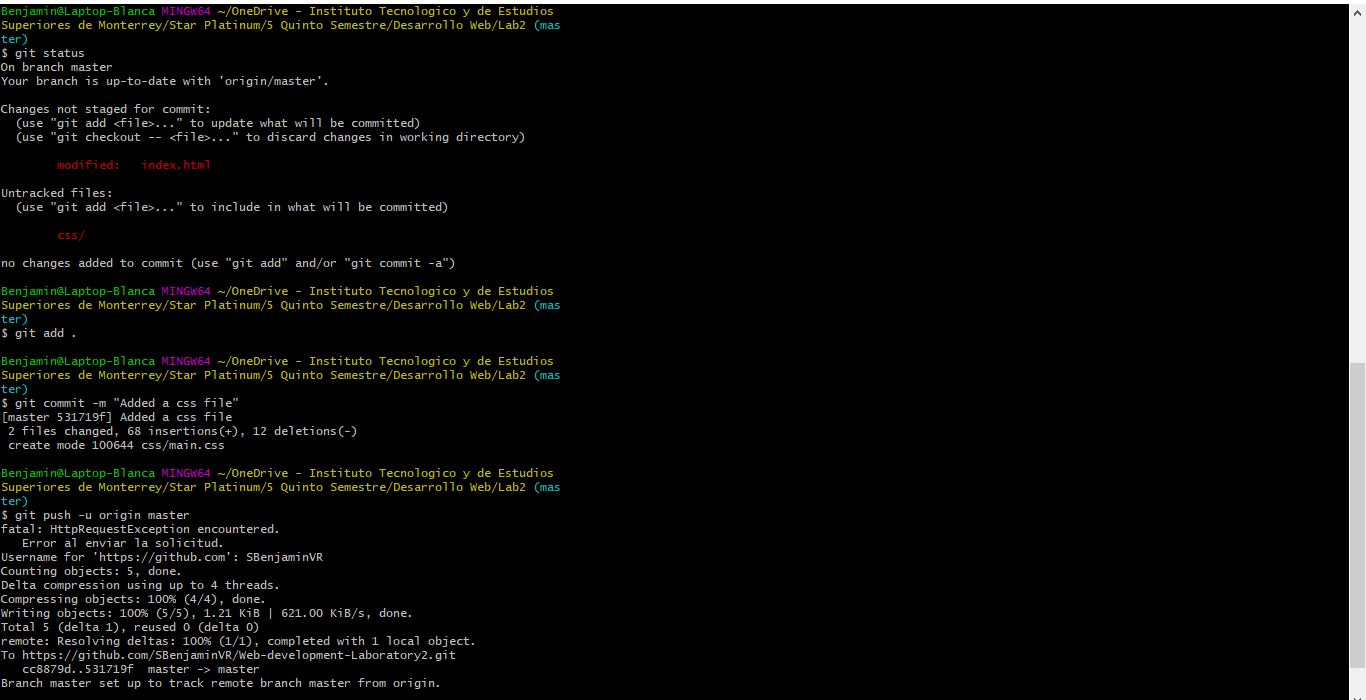 Benjamin@Laptop-Blanca MINGW64 ~/OneDrive - Instituto Tecnologico y de Estudios
Superiores de Monterrey/Star Platinum/5 Quinto Semestre/Desarrollo Web/Lab2 (mas
ter)
$ git status
On branch master
Your branch is up-to-date with 'origin/master'.

Changes not staged for commit:
  (use "git add <file>..." to update what will be committed)
  (use "git checkout -- <file>..." to discard changes in working directory)

        modified:   index.html

Untracked files:
  (use "git add <file>..." to include in what will be committed)

        css/

no changes added to commit (use "git add" and/or "git commit -a")

Benjamin@Laptop-Blanca MINGW64 ~/OneDrive - Instituto Tecnologico y de Estudios
Superiores de Monterrey/Star Platinum/5 Quinto Semestre/Desarrollo Web/Lab2 (mas
ter)
$ git add .

Benjamin@Laptop-Blanca MINGW64 ~/OneDrive - Instituto Tecnologico y de Estudios
Superiores de Monterrey/Star Platinum/5 Quinto Semestre/Desarrollo Web/Lab2 (mas
ter)
$ git commit -m "Added a css file"
[master 531719f] Added a css file
 2 files changed, 68 insertions(+), 12 deletions(-)
 create mode 100644 css/main.css

Benjamin@Laptop-Blanca MINGW64 ~/OneDrive - Instituto Tecnologico y de Estudios
Superiores de Monterrey/Star Platinum/5 Quinto Semestre/Desarrollo Web/Lab2 (mas
ter)
$ git push -u origin master
fatal: HttpRequestException encountered.
   Error al enviar la solicitud.
Username for 'https://github.com': SBenjaminVR
Counting objects: 5, done.
Delta compression using up to 4 threads.
Compressing objects: 100% (4/4), done.
Writing objects: 100% (5/5), 1.21 KiB | 621.00 KiB/s, done.
Total 5 (delta 1), reused 0 (delta 0)
remote: Resolving deltas: 100% (1/1), completed with 1 local object.
To https://github.com/SBenjaminVR/Web-development-Laboratory2.git
   cc8879d..531719f  master -> master
Branch master set up to track remote branch master from origin.